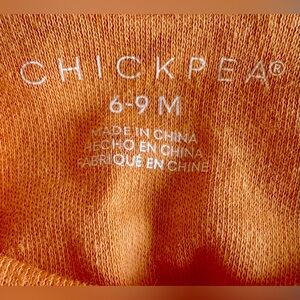 CHICKPEA®
6-9 M
MADE IN CHINA
HECHO EN CHINA
FABRIQUÉ EN CHINE